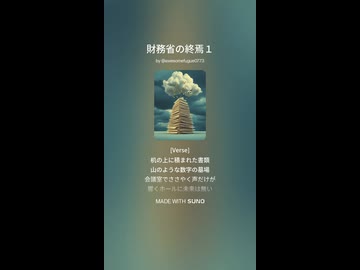 財務省の終焉１
[Verse]
机の上に積まれた書類
山のような数字の墓場
会議室でささやく声だけが
響くホールに未来は無い
MADE WITH SUNO